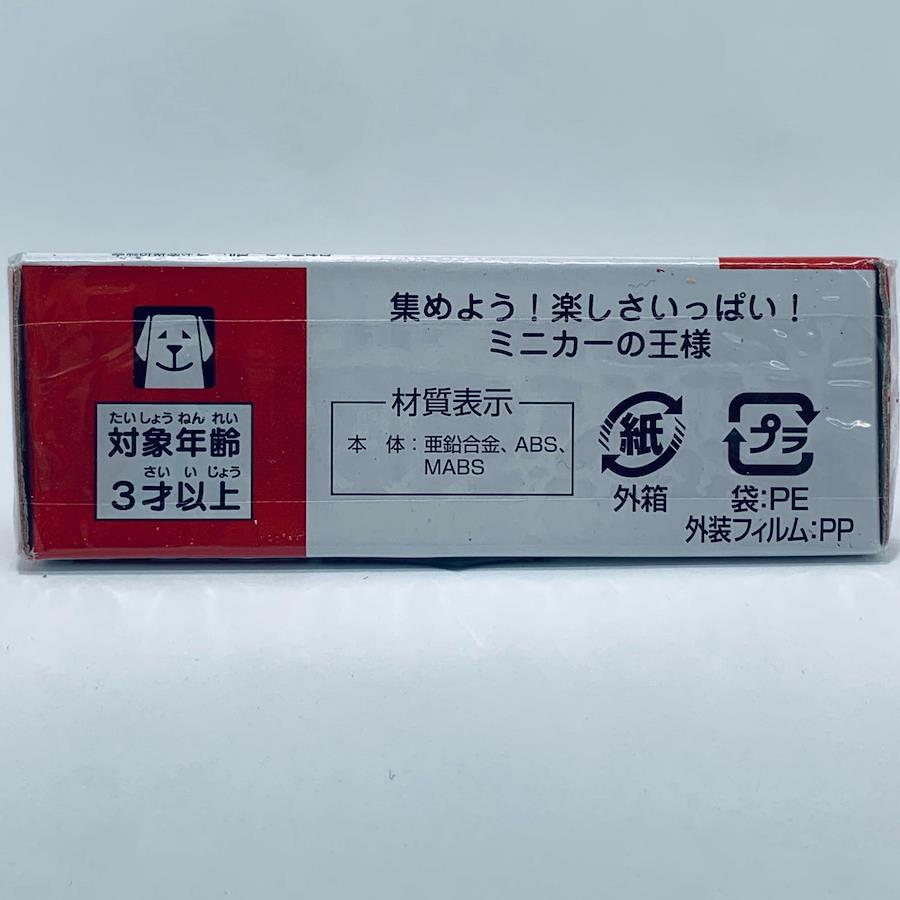 集めよう！楽しさいっぱい！
ミニカーの王様
たいしょうねんれい
対象年齢
さいいじょう
3才以上
材質表示
本体：亜鉛合金、ABS、
MABS
紙
外箱
プラ
袋:PE
外装フィルム:PP